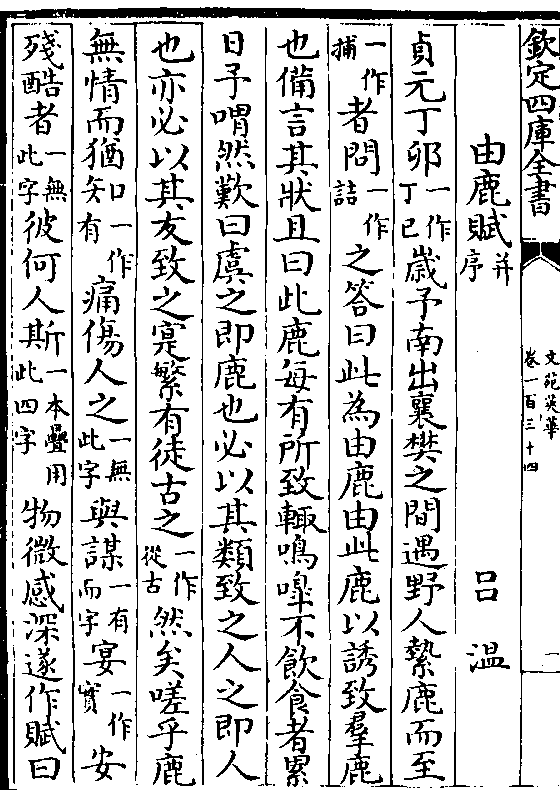 欽定四庫全書
文苑英華
卷一百三十四
一
由鹿賦并序 呂溫
貞元丁卯一作丁已歲予南出襄樊之間遇野人縶鹿而至
一作捕者問一作詰之答曰此為由鹿由此鹿以誘致羣鹿
也備言其狀且曰此鹿每有所致輙鳴嘷不飲食者累
日予喟然歎曰虞之即鹿也必以其類致之人之即人
也亦必以其友致之寔繁有徒古之一作從古然矣嗟乎鹿
無情而猶知一作有痛傷人之一無此字與謀一有而字宴一作實安
殘酷者一無此字彼何人斯一本疊用此四字物微感深遂作賦曰